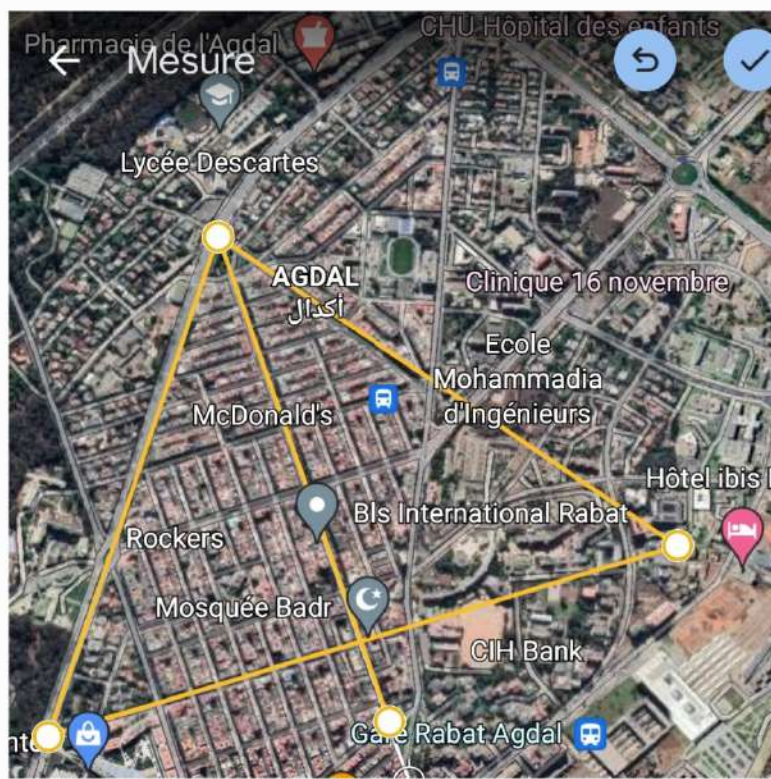 CHU Hôpital des enfants
Pharmacie de l'Agdal
Mesure
Lycée Descartes
AGDAL
أكدال
Clinique 16 novembre
Ecole
Mohammadia
d'Ingénieurs
McDonald's
Hôtel ibis
Bls International Rabat
Rockers
Mosquée Badr
CIH Bank
Gare Rabat Agdal